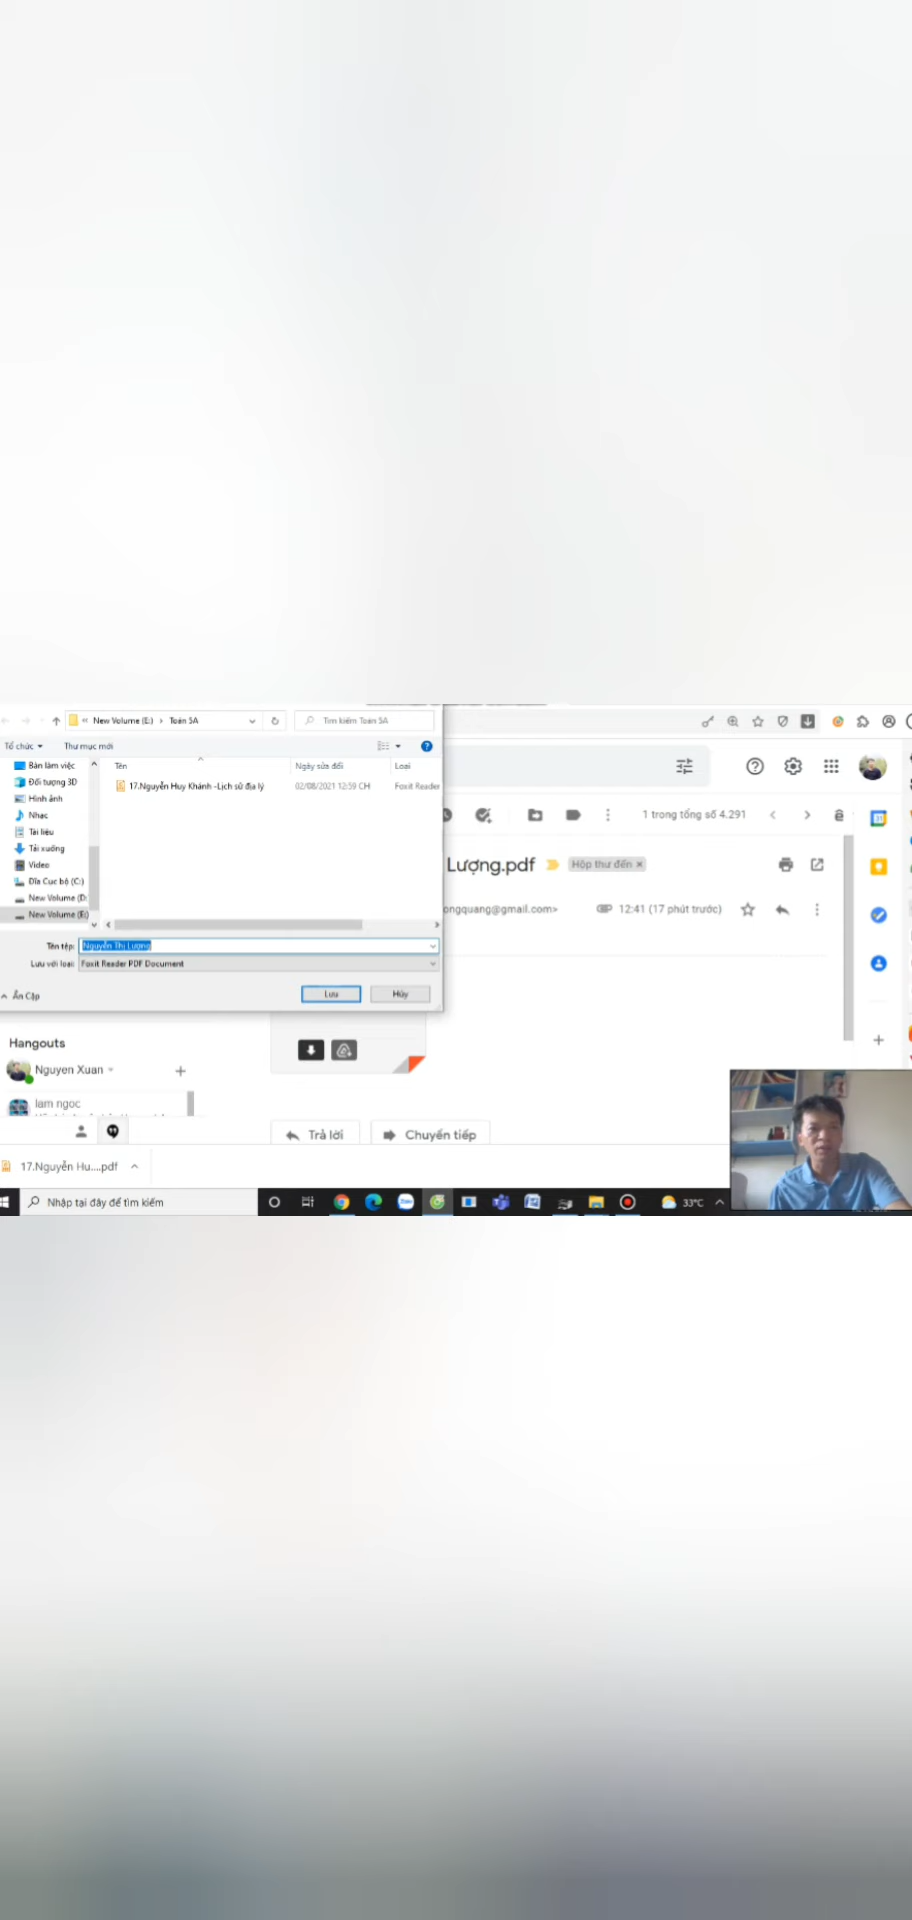 New Volume (E:) › Toán 5A
Tìm kiếm Toán 5A
Tổ chức
Thư mục mới
Tên
Ngày sửa đổi
Loại
Bàn làm việc
Đối tượng 3D
Hình ảnh
Nhạc
Tài liệu
Tải xuống
Video
Đĩa Cục bộ (C:)
New Volume (D:
New Volume (E:)
17.Nguyễn Huy Khánh -Lịch sử địa lý
02/08/2021 12:59 CH
Foxit Reader
Tên tệp: Nguyễn Thị Lượng
Lưu với loại: Foxit Reader PDF Document
Ẩn Cặp
Lưu
Hủy
1 trong tổng số 4.291
Lượng.pdf
Hộp thư đến ×
ongquang@gmail.com>
12:41 (17 phút trước)
Hangouts
Nguyen Xuan
lam ngoc
Trả lời
Chuyển tiếp
17.Nguyễn Hu....pdf
Nhập tại đây để tìm kiếm
Zalo
33°C